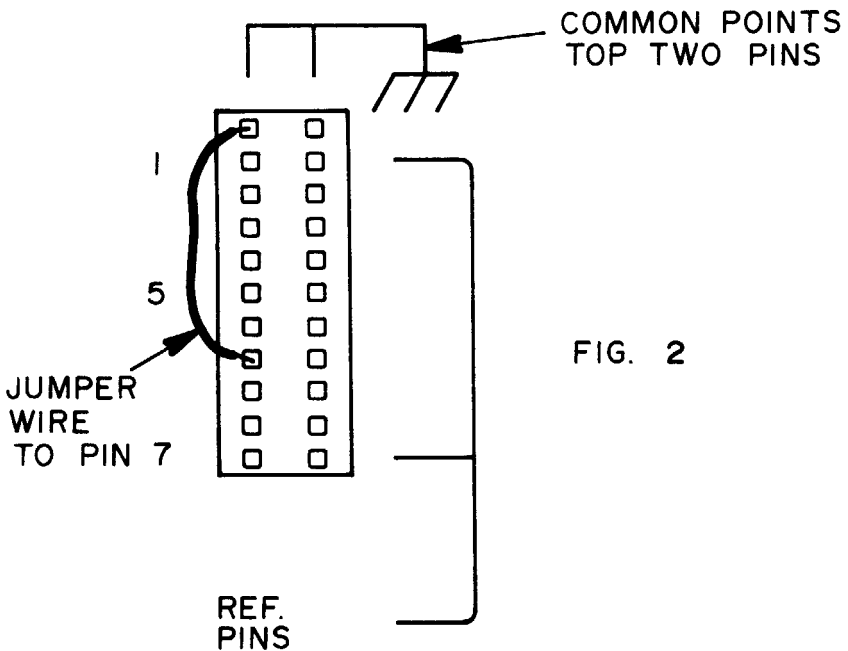 COMMON POINTS
TOP TWO PINS
1
5
JUMPER
WIRE
TO PIN 7
FIG. 2
REF.
PINS